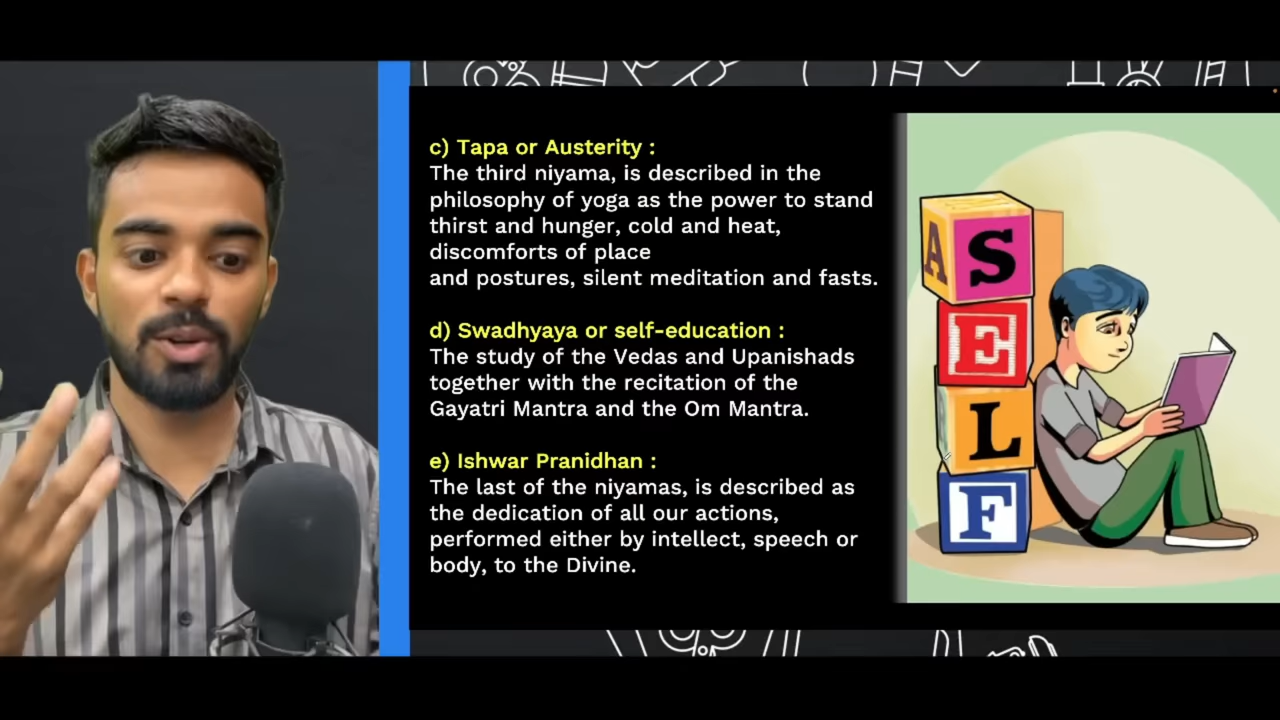 c) Tapa or Austerity :
The third niyama, is described in the
philosophy of yoga as the power to stand
thirst and hunger, cold and heat,
discomforts of place
and postures, silent meditation and fasts.
d) Swadhyaya or self-education :
The study of the Vedas and Upanishads
together with the recitation of the
Gayatri Mantra and the Om Mantra.
e) Ishwar Pranidhan :
The last of the niyamas, is described as
the dedication of all our actions,
performed either by intellect, speech or
body, to the Divine.
A S
E
L
F